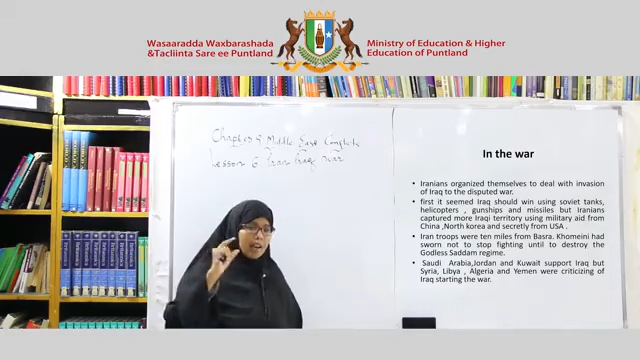 Wasaaradda Waxbarashada
&Tacliinta Sare ee Puntland
Ministry of Education & Higher
Education of Puntland
Chapter 5 Middle East
Lesson 6 Iran Iraq War
In the war
• Iranians organized themselves to deal with invasion
of Iraq to the disputed war.
• first it seemed Iraq should win using soviet tanks,
helicopters , gunships and missiles but Iranians
captured more Iraqi territory using military aid from
China ,North korea and secretly from USA .
• Iran troops were ten miles from Basra. Khomeini had
sworn not to stop fighting until to destroy the
Godless Saddam regime.
• Saudi Arabia,Jordan and Kuwait support Iraq but
Syria, Libya , Algeria and Yemen were criticizing of
Iraq starting the war.